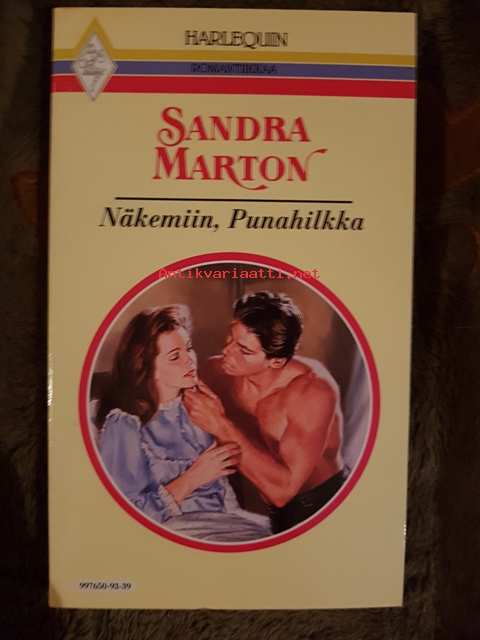 HARLEQUIN
ROMANTIIKKAA
SANDRA
MARTON
Näkemiin, Punahilkka
Antikvariaatti.net
997650-93-39